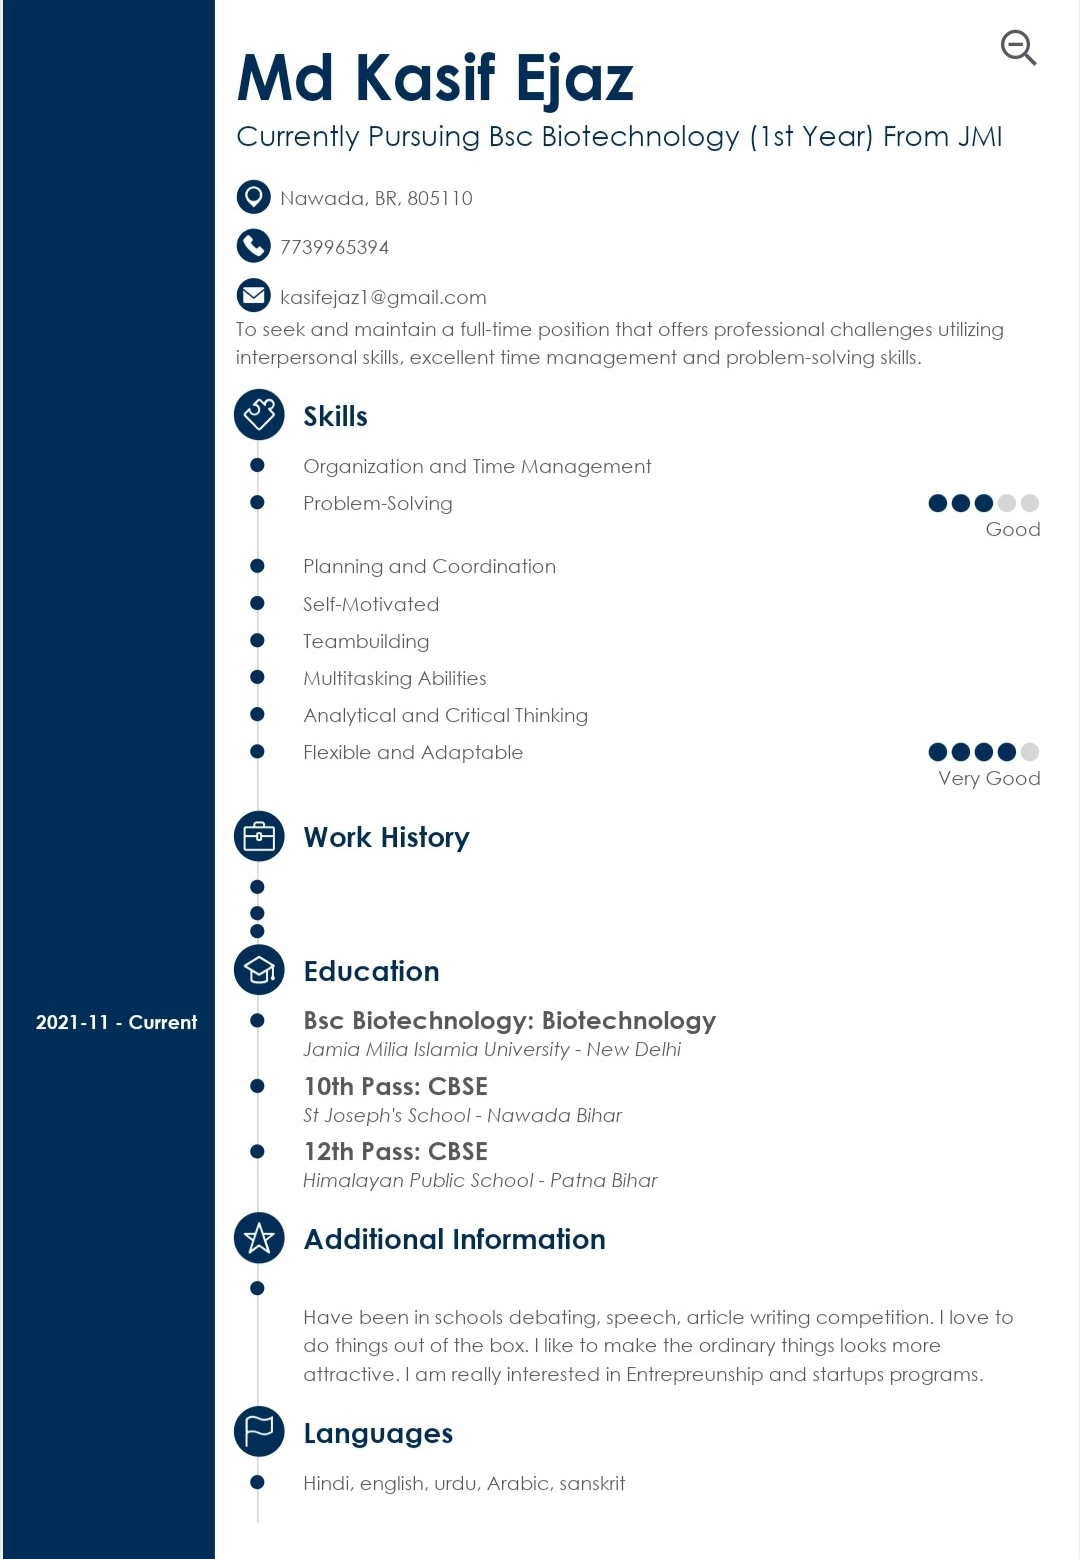 Md Kasif Ejaz
Currently Pursuing Bsc Biotechnology (1st Year) From JMI
Nawada, BR, 805110
7739965394
kasifejaz1@gmail.com
To seek and maintain a full-time position that offers professional challenges utilizing
interpersonal skills, excellent time management and problem-solving skills.
Skills
Organization and Time Management
Problem-Solving
Good
Planning and Coordination
Self-Motivated
Teambuilding
Multitasking Abilities
Analytical and Critical Thinking
Flexible and Adaptable
Very Good
Work History
Education
2021-11 - Current
Bsc Biotechnology: Biotechnology
Jamia Milia Islamia University - New Delhi
10th Pass: CBSE
St Joseph's School - Nawada Bihar
12th Pass: CBSE
Himalayan Public School - Patna Bihar
Additional Information
Have been in schools debating, speech, article writing competition. I love to
do things out of the box. I like to make the ordinary things looks more
attractive. I am really interested in Entrepreunship and startups programs.
Languages
Hindi, english, urdu, Arabic, sanskrit